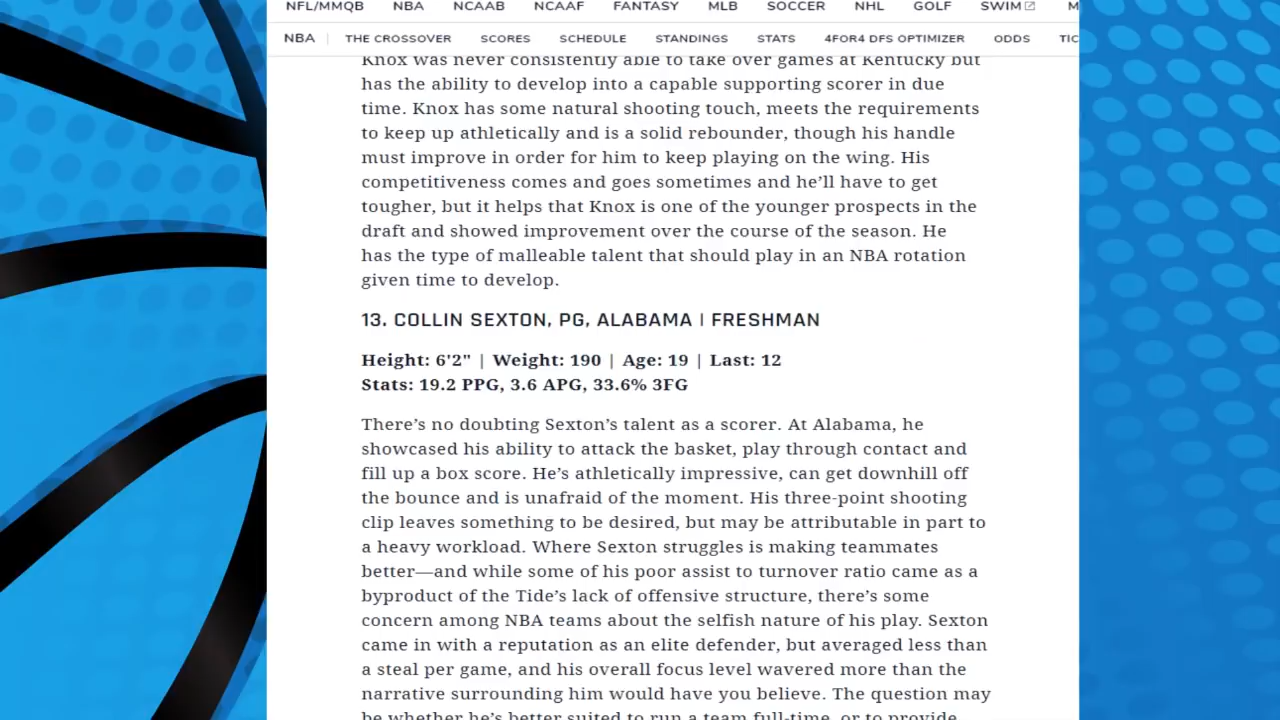 NFL/MMQB NBA NCAAB NCAAF FANTASY MLB SOCCER NHL GOLF SWIM M
NBA THE CROSSOVER SCORES SCHEDULE STANDINGS STATS 4FOR4 DFS OPTIMIZER ODDS TIC
Knox was never consistently able to take over games at Kentucky but
has the ability to develop into a capable supporting scorer in due
time. Knox has some natural shooting touch, meets the requirements
to keep up athletically and is a solid rebounder, though his handle
must improve in order for him to keep playing on the wing. His
competitiveness comes and goes sometimes and he’ll have to get
tougher, but it helps that Knox is one of the younger prospects in the
draft and showed improvement over the course of the season. He
has the type of malleable talent that should play in an NBA rotation
given time to develop.
13. COLLIN SEXTON, PG, ALABAMA | FRESHMAN
Height: 6'2" | Weight: 190 | Age: 19 | Last: 12
Stats: 19.2 PPG, 3.6 APG, 33.6% 3FG
There’s no doubting Sexton’s talent as a scorer. At Alabama, he
showcased his ability to attack the basket, play through contact and
fill up a box score. He’s athletically impressive, can get downhill off
the bounce and is unafraid of the moment. His three-point shooting
clip leaves something to be desired, but may be attributable in part to
a heavy workload. Where Sexton struggles is making teammates
better—and while some of his poor assist to turnover ratio came as a
byproduct of the Tide’s lack of offensive structure, there’s some
concern among NBA teams about the selfish nature of his play. Sexton
came in with a reputation as an elite defender, but averaged less than
a steal per game, and his overall focus level wavered more than the
narrative surrounding him would have you believe. The question may
be whether he’s better suited to run a team full-time, or to provide